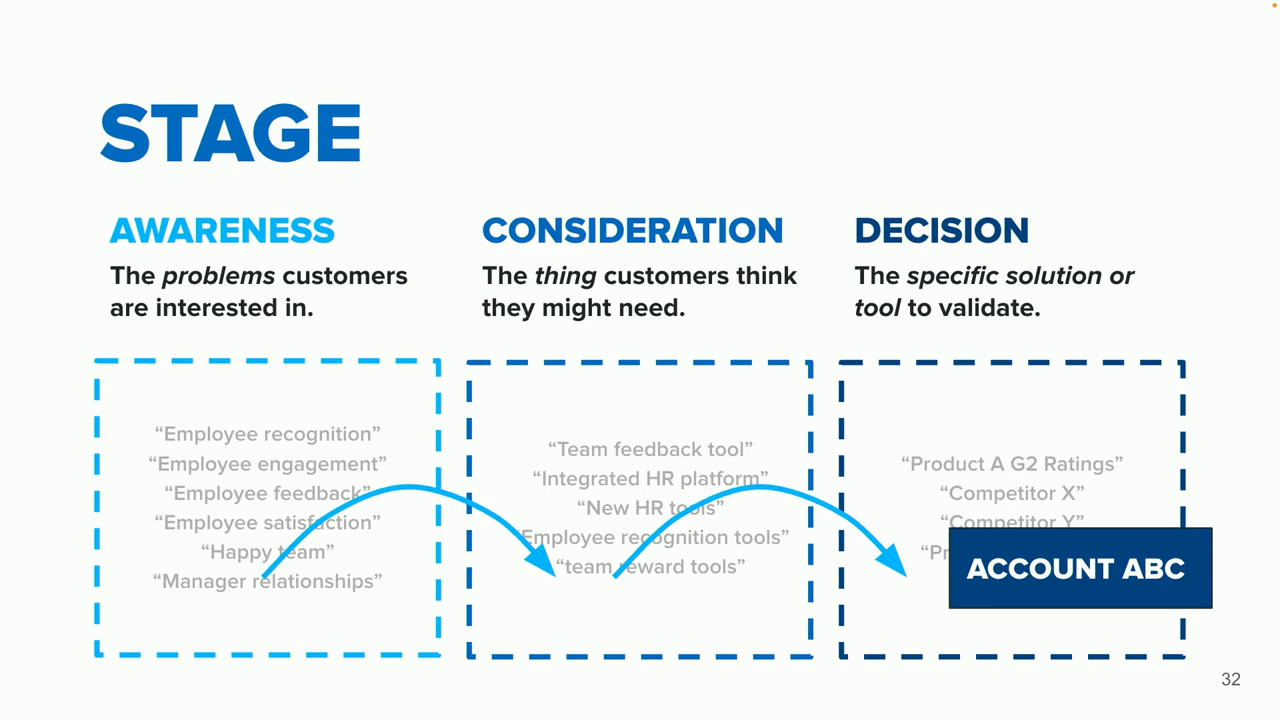 STAGE
AWARENESS
The problems customers
are interested in.
CONSIDERATION
The thing customers think
they might need.
DECISION
The specific solution or
tool to validate.
“Employee recognition”
“Employee engagement”
“Employee feedback”
“Employee satisfaction”
“Happy team”
“Manager relationships”
“Team feedback tool”
“Integrated HR platform”
“New HR tools”
Employee recognition tools”
“team reward tools”
“Product A G2 Ratings”
“Competitor X”
“Competitor Y”
ACCOUNT ABC
32